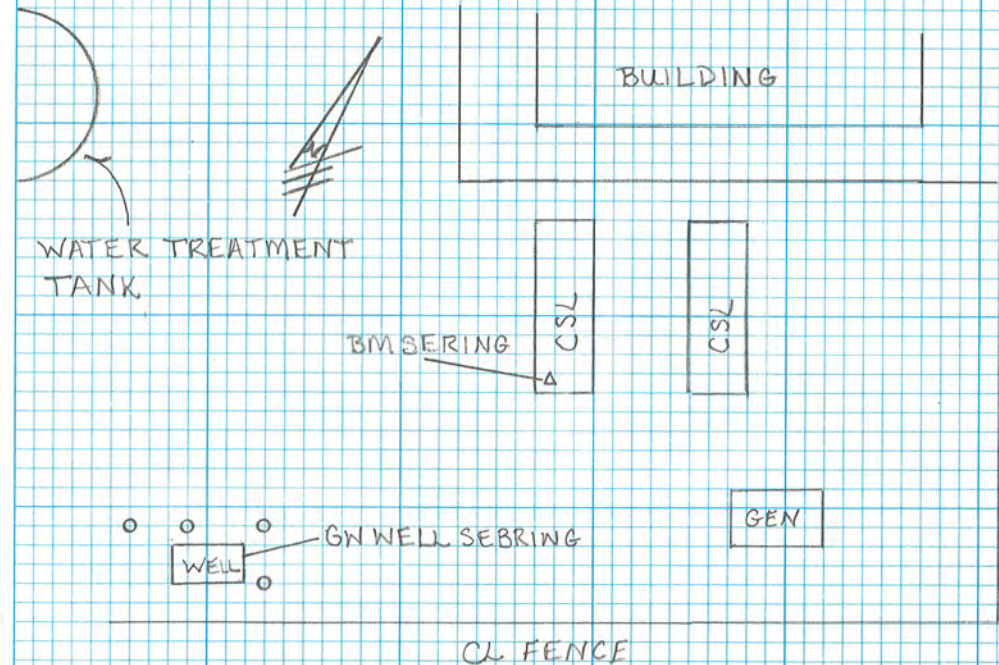 BUILDING
WATER TREATMENT
TANK
CSL
CSL
BM SERING
GEN
GW WELL SEBRING
WELL
CL FENCE